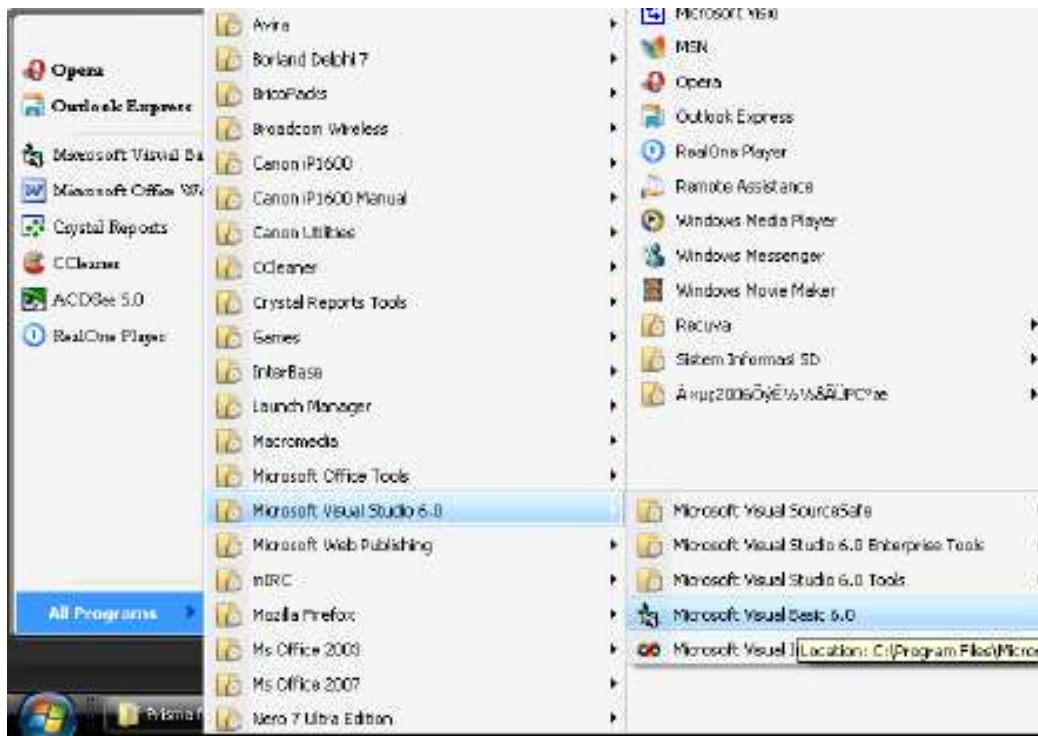 Opera
Outlook Express
Microsoft Visual Ba
Microsoft Office Wo
Crystal Reports
CCleaner
ACDSee 5.0
RealOne Player
All Programs
Prisma
Avira
Borland Delphi 7
BricoPacks
Broadcom Wireless
Canon iP1600
Canon iP1600 Manual
Canon Utilities
CCleaner
Crystal Reports Tools
Games
InterBase
Launch Manager
Macromedia
Microsoft Office Tools
Microsoft Visual Studio 6.0
Microsoft Web Publishing
mIRC
Mozilla Firefox
Ms Office 2003
Ms Office 2007
Nero 7 Ultra Edition
Microsoft Visio
MSN
Opera
Outlook Express
RealOne Player
Remote Assistance
Windows Media Player
Windows Messenger
Windows Movie Maker
Recuva
Sistem Informasi SD
Microsoft Visual SourceSafe
Microsoft Visual Studio 6.0 Enterprise Tools
Microsoft Visual Studio 6.0 Tools
Microsoft Visual Basic 6.0
Microsoft Visual I
Location: C:\Program Files\Micros